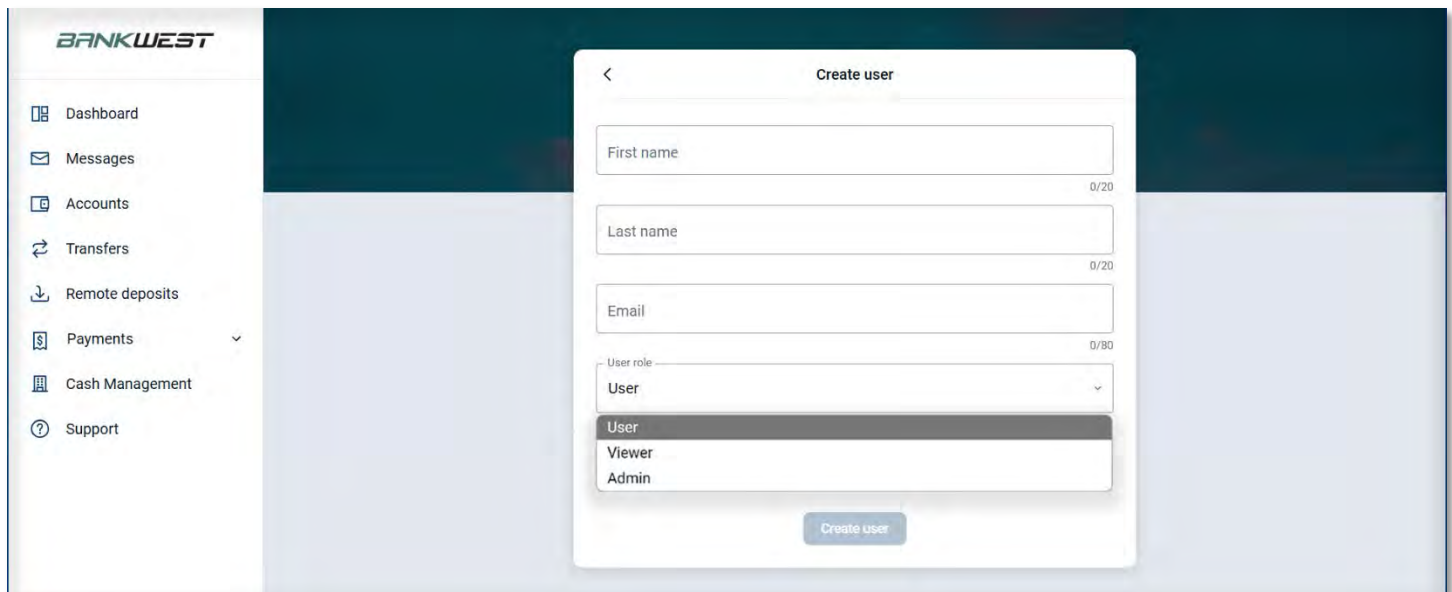 BANKWEST
Dashboard
Messages
Accounts
Transfers
Remote deposits
Payments
Cash Management
Support
Create user
First name
0/20
Last name
0/20
Email
0/80
User role
User
User
Viewer
Admin
Create user